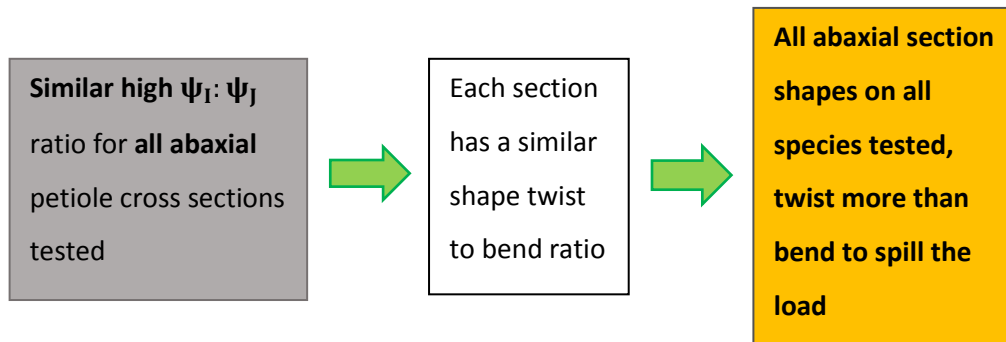 Similar high ψI: ψJ
ratio for all abaxial
petiole cross sections
tested
Each section
has a similar
shape twist
to bend ratio
All abaxial section
shapes on all
species tested,
twist more than
bend to spill the
load